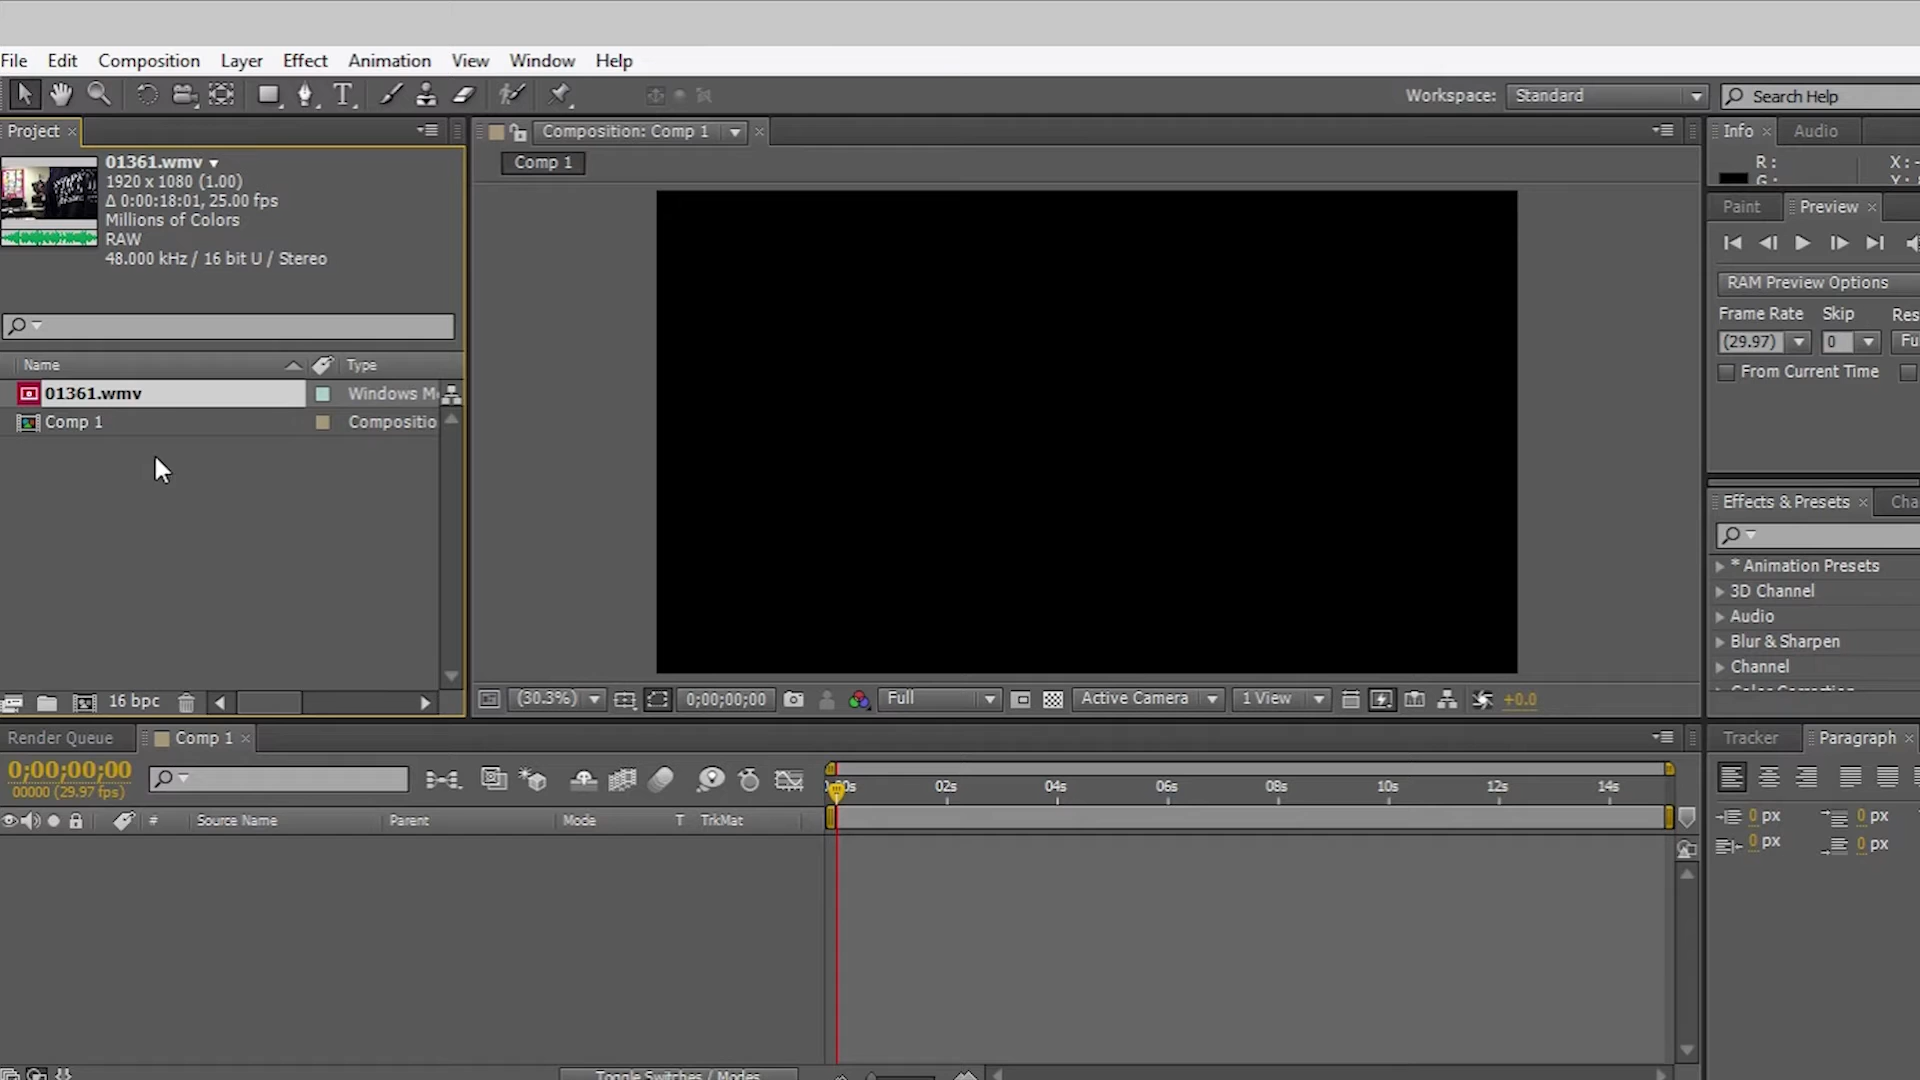 File Edit Composition Layer Effect Animation View Window Help
Workspace: Standard Search Help
Project
01361.wmv
1920 x 1080 (1.00)
Δ 0:00:18:01, 25.00 fps
Millions of Colors
RAW
48.000 kHz / 16 bit U / Stereo
Name Type
01361.wmv Windows M
Comp 1 Compositio
16 bpc
Composition: Comp 1
Comp 1
(30.3%) 0;00;00;00 Full Active Camera 1 View +0.0
Info Audio
R: X: -
G: Y:
Paint Preview
RAM Preview Options
Frame Rate Skip Res
(29.97) 0 Fu
From Current Time
Effects & Presets Cha
* Animation Presets
3D Channel
Audio
Blur & Sharpen
Channel
Color Correction
Render Queue Comp 1
0;00;00;00
00000 (29.97 fps)
# Source Name Parent Mode T TrkMat
02s 04s 06s 08s 10s 12s 14s
Toggle Switches / Modes
Tracker Paragraph
0 px 0 px
0 px 0 px